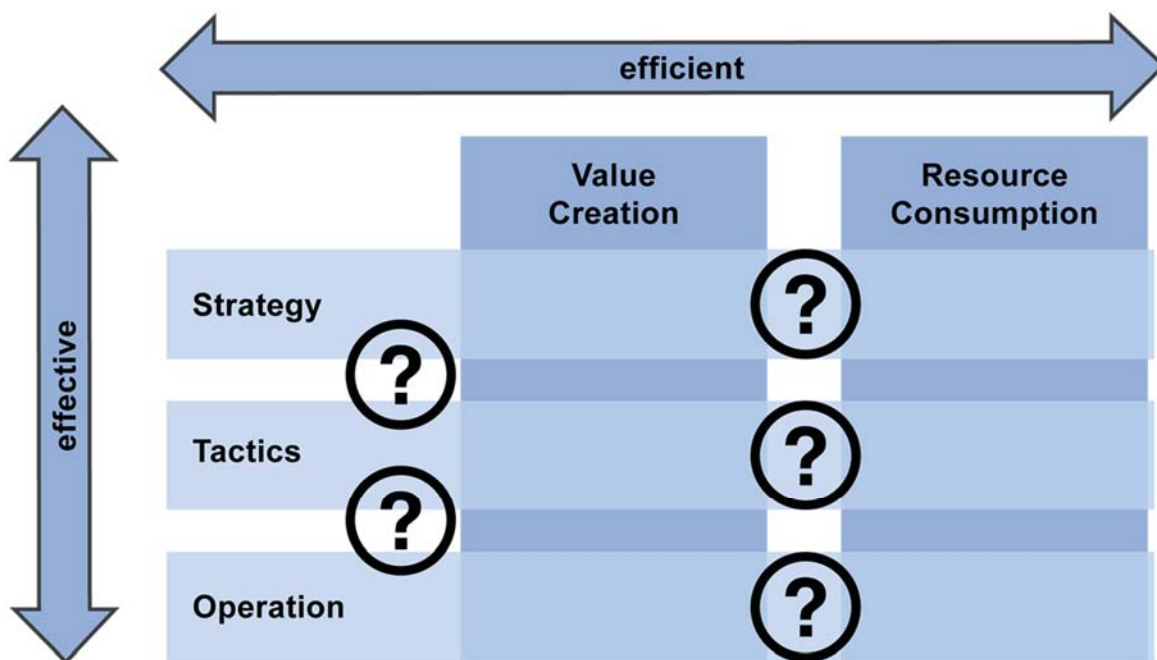 efficient
effective
Value
Creation
Resource
Consumption
Strategy
?
?
Tactics
?
?
Operation
?